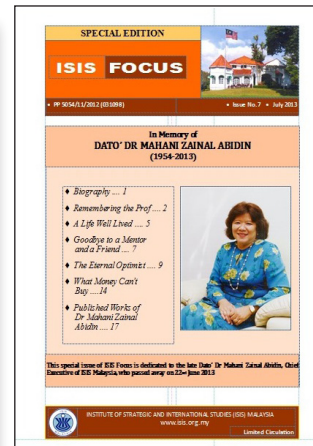 SPECIAL EDITION
ISIS FOCUS
• PP 5054/11/2012 (031098) • Issue No. 7 • July 2013
In Memory of
DATO' DR MAHANI ZAINAL ABIDIN
(1954-2013)
♦ Biography .... 1
♦ Remembering the Prof .... 2
♦ A Life Well Lived .... 5
♦ Goodbye to a Mentor
and a Friend .... 7
♦ The Eternal Optimist .... 9
♦ What Money Can't
Buy ....14
♦ Published Works of
Dr Mahani Zainal
Abidin .... 17
This special issue of ISIS Focus is dedicated to the late Dato' Dr Mahani Zainal Abidin, Chief
Executive of ISIS Malaysia, who passed away on 22nd June 2013
INSTITUTE OF STRATEGIC AND INTERNATIONAL STUDIES (ISIS) MALAYSIA
www.isis.org.my
Limited Circulation